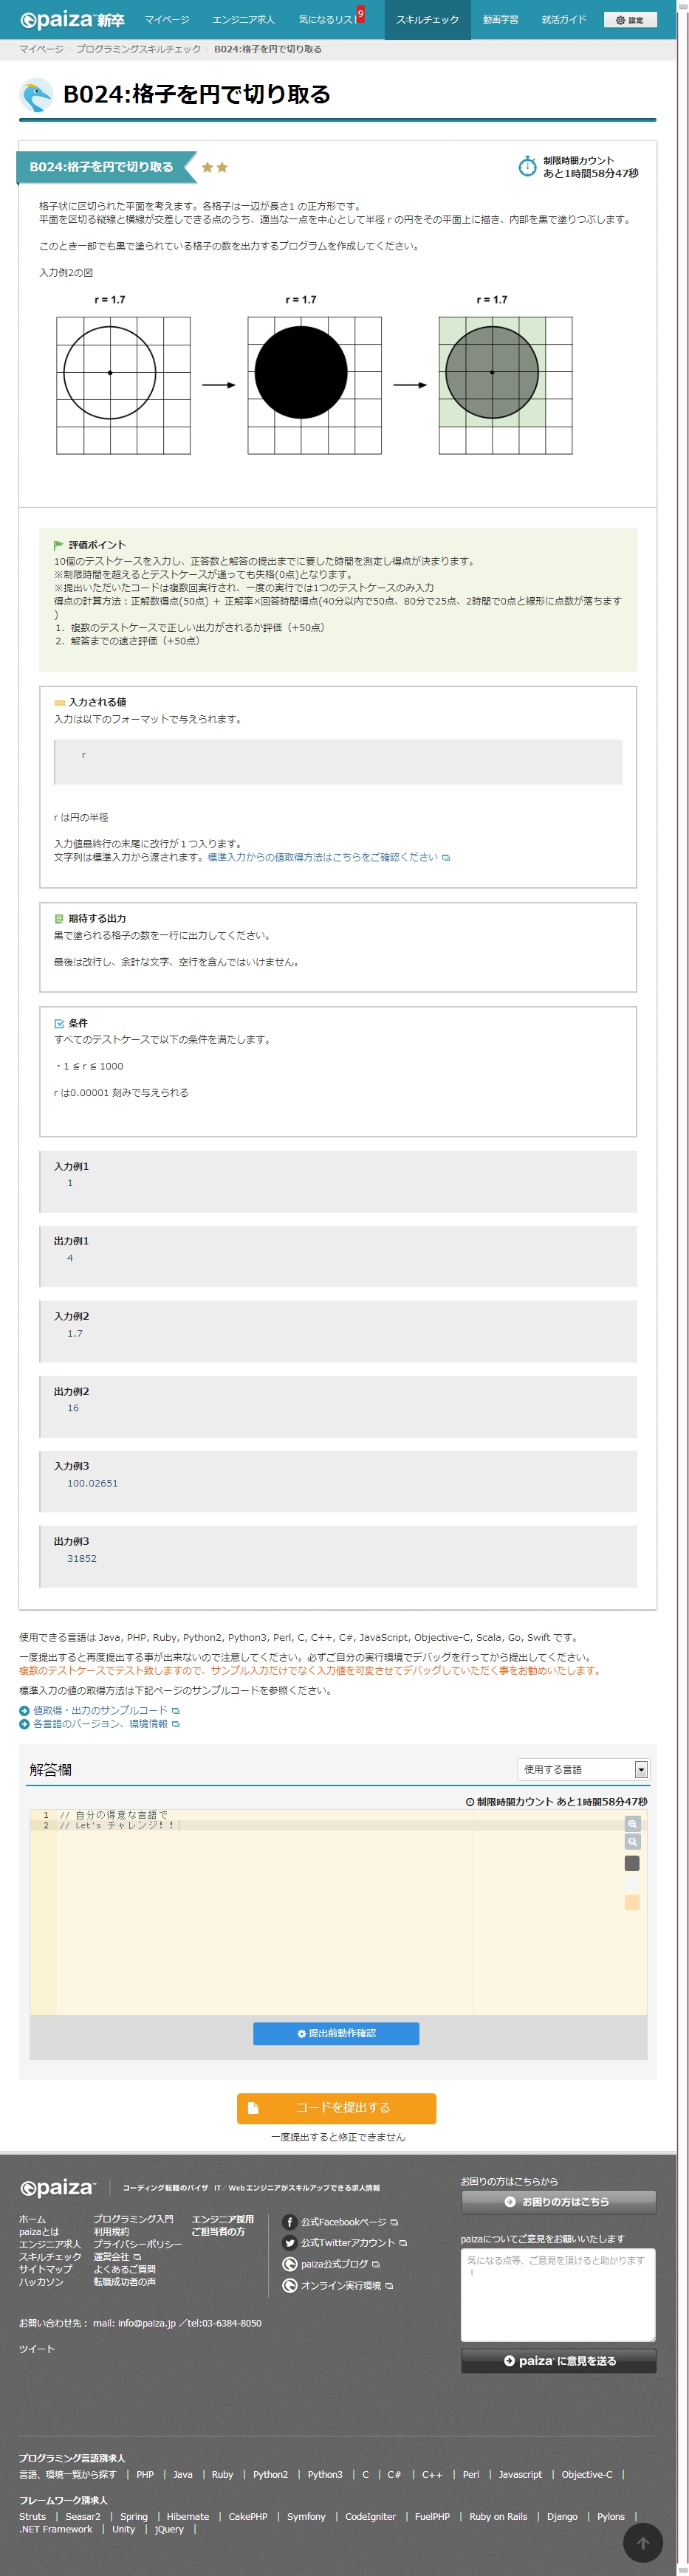 paiza新卒 マイページ エンジニア求人 気になるリスト 9 スキルチェック 動画学習 就活ガイド 設定
マイページ プログラミングスキルチェック B024:格子を円で切り取る
B024:格子を円で切り取る
B024:格子を円で切り取る
制限時間カウント
あと1時間58分47秒
格子状に区切られた平面を考えます。各格子は一辺が長さ1 の正方形です。
平面を区切る縦線と横線が交差しできる点のうち、適当な一点を中心として半径 r の円をその平面上に描き、内部を黒で塗りつぶします。
このとき一部でも黒で塗られている格子の数を出力するプログラムを作成してください。
入力例2の図
r = 1.7 r = 1.7 r = 1.7
評価ポイント
10個のテストケースを入力し、正答数と解答の提出までに要した時間を測定し得点が決まります。
※制限時間を超えるとテストケースが通っても失格(0点)となります。
※提出いただいたコードは複数回実行され、一度の実行では1つのテストケースのみ入力
得点の計算方法：正解数得点(50点) + 正解率×回答時間得点(40分以内で50点、80分で25点、2時間で0点と線形に点数が落ちます
)
1. 複数のテストケースで正しい出力がされるか評価（+50点）
2. 解答までの速さ評価（+50点）
入力される値
入力は以下のフォーマットで与えられます。
r
r は円の半径
入力値最終行の末尾に改行が１つ入ります。
文字列は標準入力から渡されます。標準入力からの値取得方法はこちらをご確認ください
期待する出力
黒で塗られる格子の数を一行に出力してください。
最後は改行し、余計な文字、空行を含んではいけません。
条件
すべてのテストケースで以下の条件を満たします。
・1 ≦ r ≦ 1000
r は0.00001 刻みで与えられる
入力例1
1
出力例1
4
入力例2
1.7
出力例2
16
入力例3
100.02651
出力例3
31852
使用できる言語は Java, PHP, Ruby, Python2, Python3, Perl, C, C++, C#, JavaScript, Objective-C, Scala, Go, Swift です。
一度提出すると再度提出する事が出来ないので注意してください。必ずご自分の実行環境でデバッグを行ってから提出してください。
複数のテストケースでテスト致しますので、サンプル入力だけでなく入力値を可変させてデバッグしていただく事をお勧めいたします。
標準入力の値の取得方法は下記ページのサンプルコードを参照ください。
値取得・出力のサンプルコード
各言語のバージョン、環境情報
解答欄 使用する言語
制限時間カウント あと1時間58分47秒
1 // 自分の得意な言語で
2 // Let's チャレンジ！！
提出前動作確認
コードを提出する
一度提出すると修正できません
paiza コーディング転職のパイザ IT／Webエンジニアがスキルアップできる求人情報
ホーム プログラミング入門 エンジニア採用
paizaとは 利用規約 ご担当者の方
エンジニア求人 プライバシーポリシー
スキルチェック 運営会社
サイトマップ よくあるご質問
ハッカソン 転職成功者の声
公式Facebookページ
公式Twitterアカウント
paiza公式ブログ
オンライン実行環境
お困りの方はこちらから
お困りの方はこちら
paizaについてご意見をお願いいたします
気になる点等、ご意見を頂けると助かります
！
paiza に意見を送る
お問い合わせ先： mail: info@paiza.jp ／tel:03-6384-8050
ツイート
プログラミング言語別求人
言語、環境一覧から探す | PHP | Java | Ruby | Python2 | Python3 | C | C# | C++ | Perl | Javascript | Objective-C |
フレームワーク別求人
Struts | Seasar2 | Spring | Hibernate | CakePHP | Symfony | CodeIgniter | FuelPHP | Ruby on Rails | Django | Pylons |
.NET Framework | Unity | jQuery |